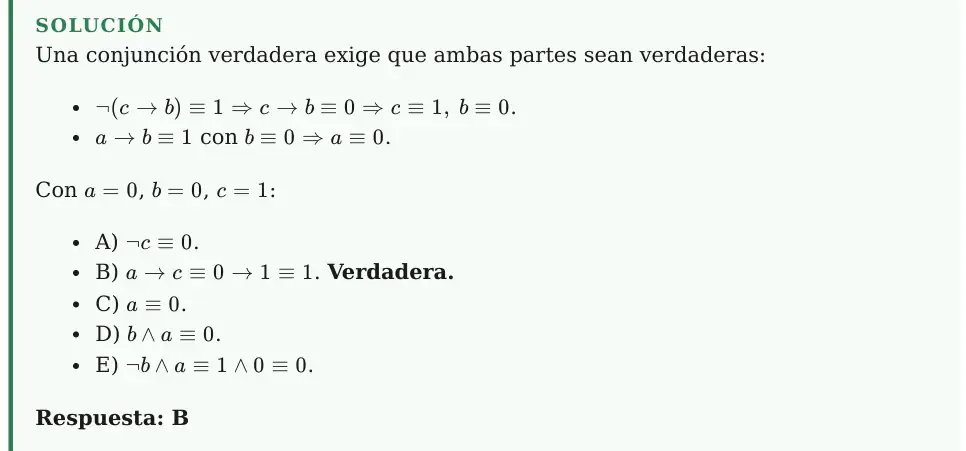 SOLUCIÓN
Una conjunción verdadera exige que ambas partes sean verdaderas:
• ¬(c → b) ≡ 1 ⇒ c → b ≡ 0 ⇒ c ≡ 1, b ≡ 0.
• a → b ≡ 1 con b ≡ 0 ⇒ a ≡ 0.
Con a = 0, b = 0, c = 1:
• A) ¬c ≡ 0.
• B) a → c ≡ 0 → 1 ≡ 1. Verdadera.
• C) a ≡ 0.
• D) b ∧ a ≡ 0.
• E) ¬b ∧ a ≡ 1 ∧ 0 ≡ 0.
Respuesta: B